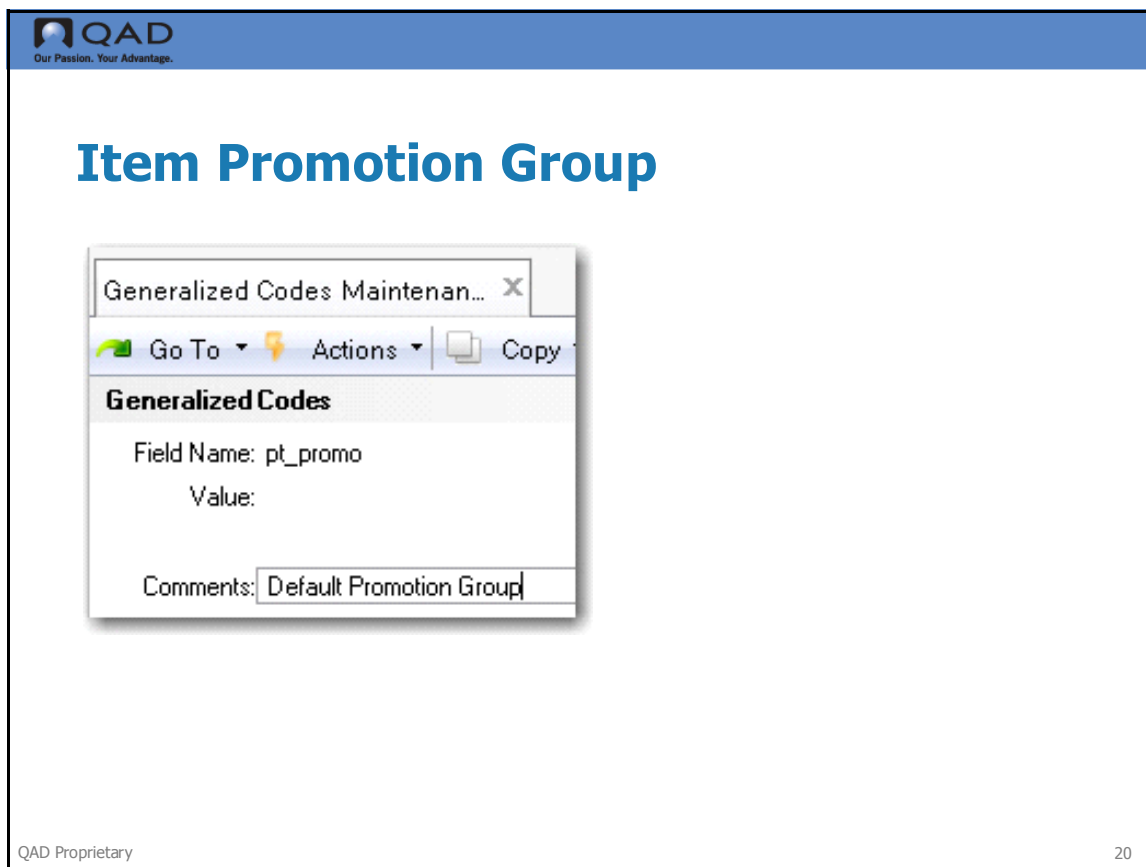 QAD
Our Passion. Your Advantage.
Item Promotion Group
Generalized Codes Maintenan...
Go To Actions Copy
Generalized Codes
Field Name: pt_promo
Value:
Comments: Default Promotion Group
QAD Proprietary 20